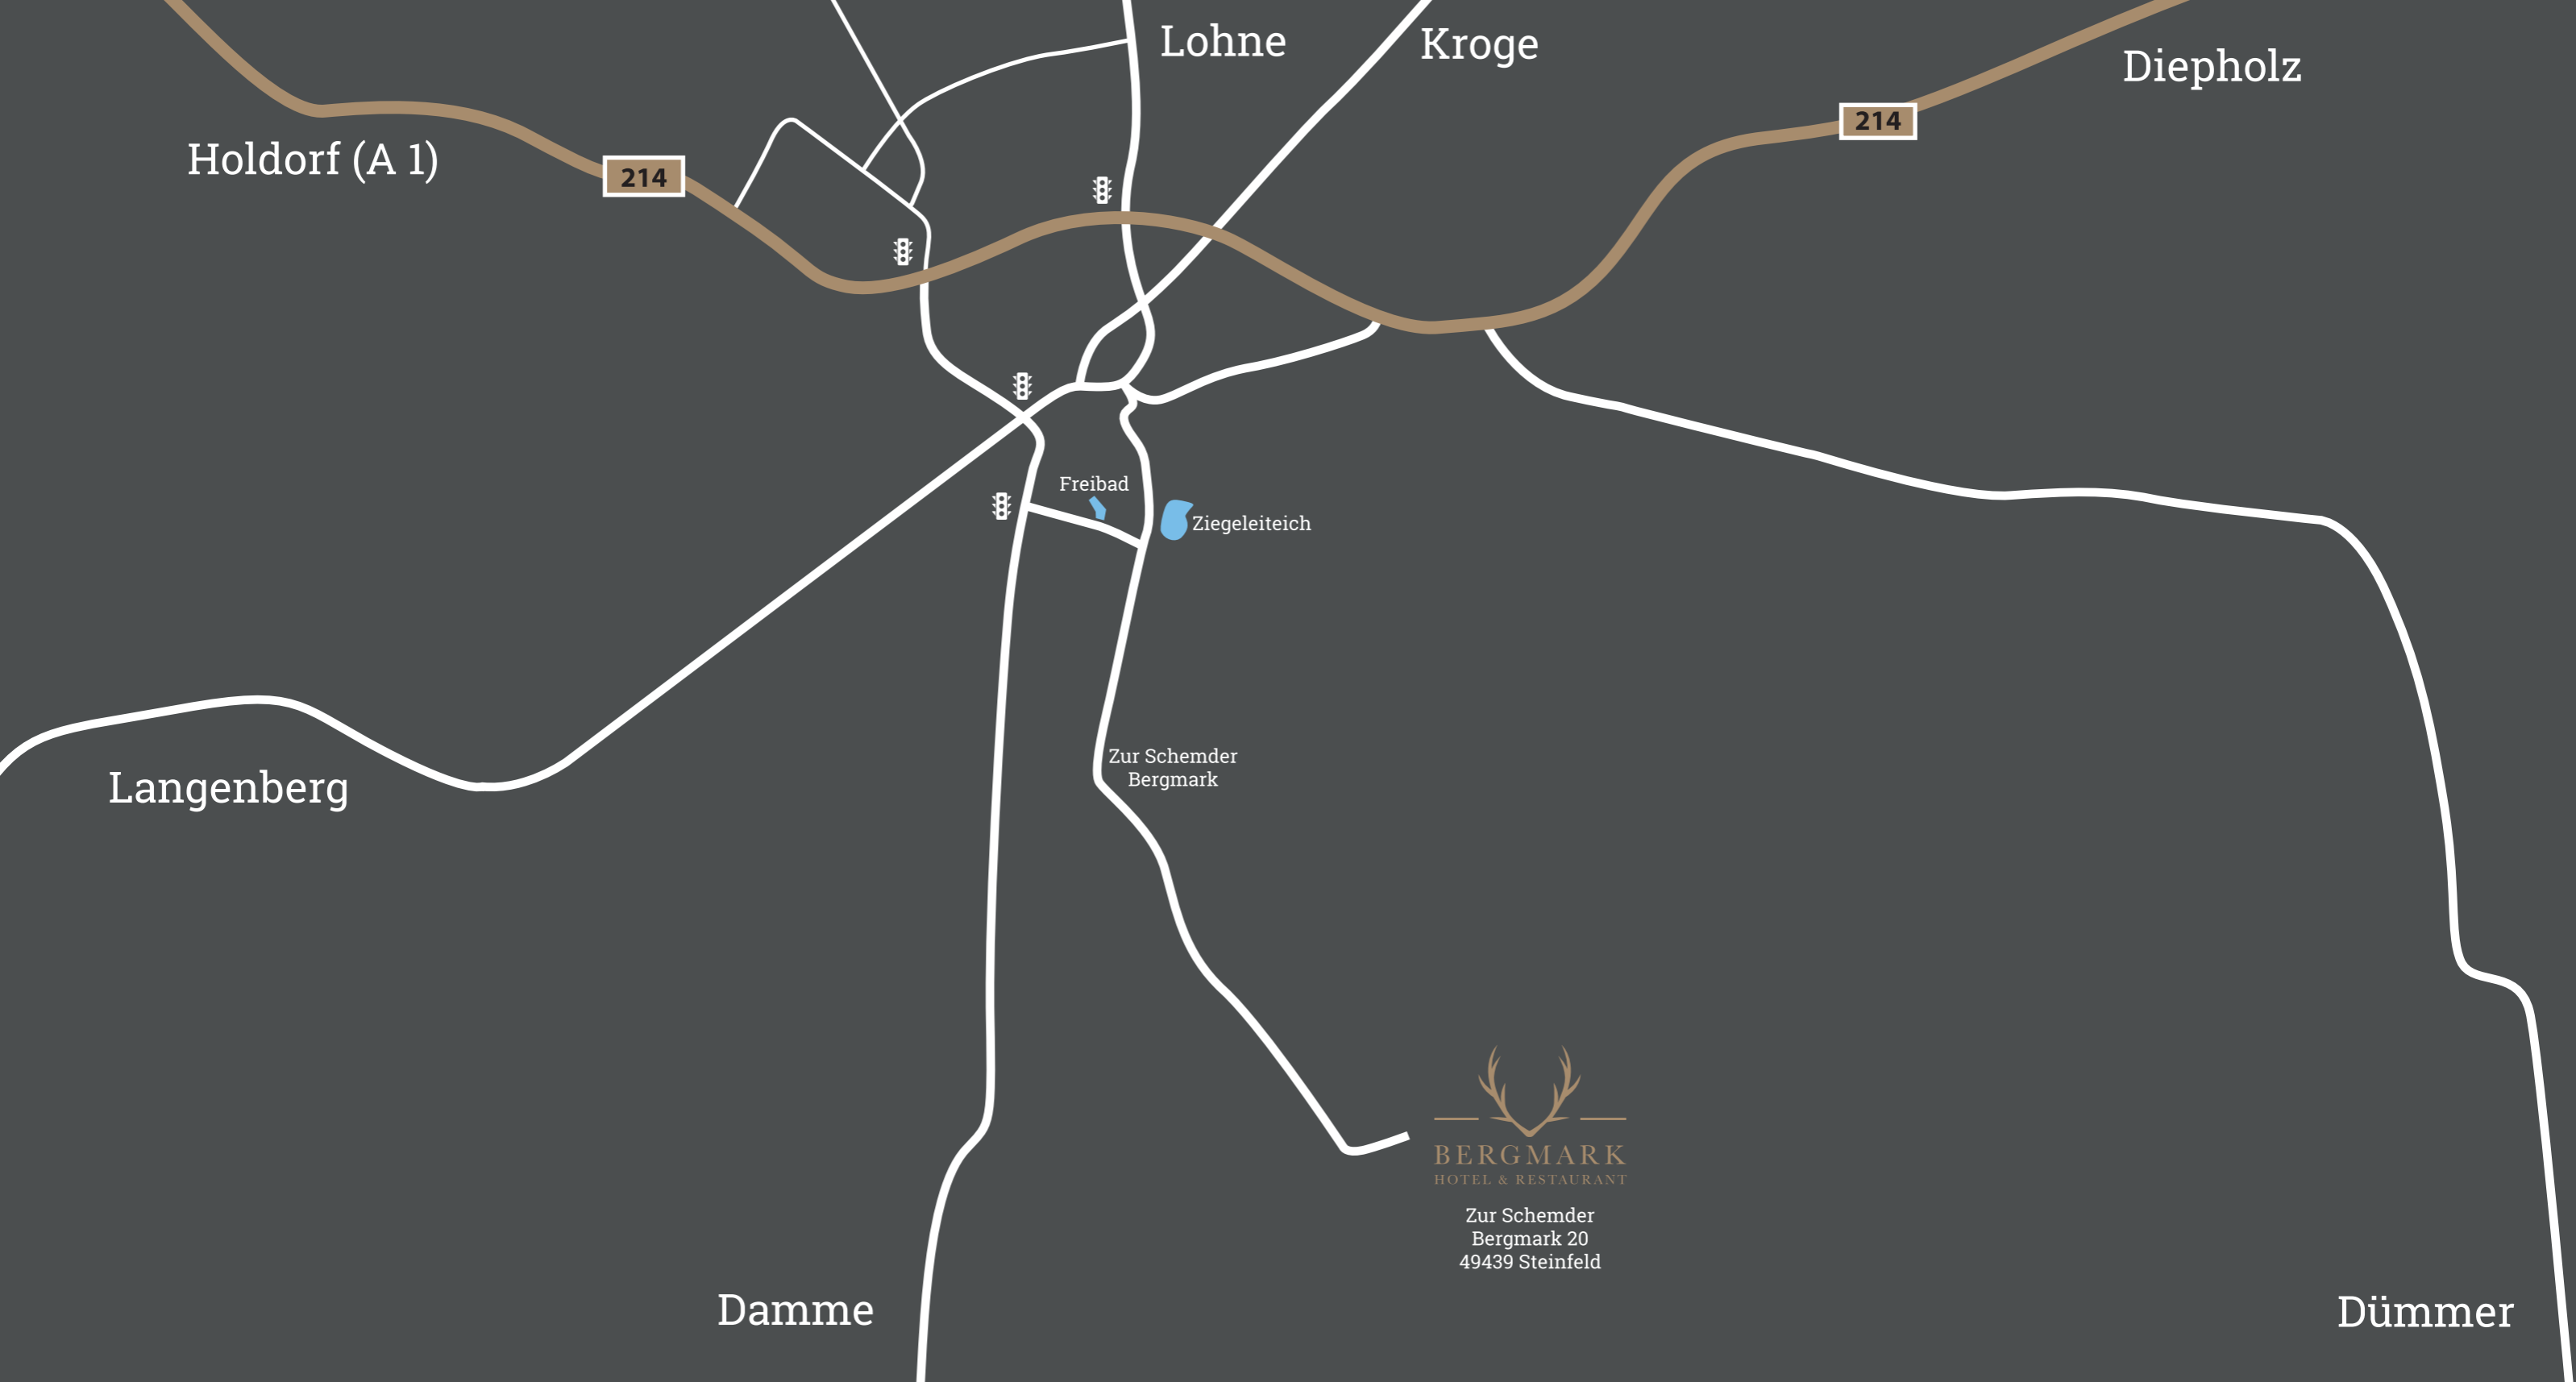 Lohne
Kroge
Diepholz
214
Holdorf (A 1)
214
Freibad
Ziegeleiteich
Zur Schemder
Bergmark
Langenberg
BERGMARK
HOTEL & RESTAURANT
Zur Schemder
Bergmark 20
49439 Steinfeld
Damme
Dümmer